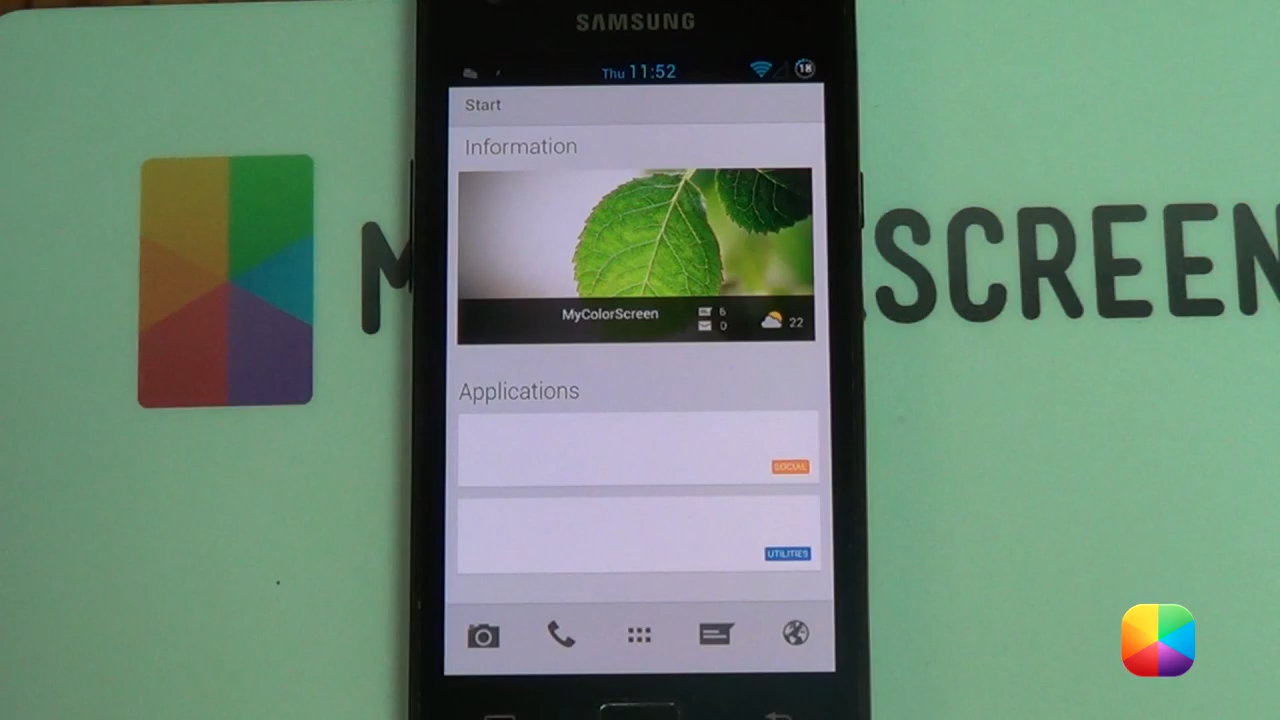 SAMSUNG
Thu 11:52
18
Start
Information
MyColorScreen
6
0
22
Applications
SOCIAL
UTILITIES
M
SCREEN